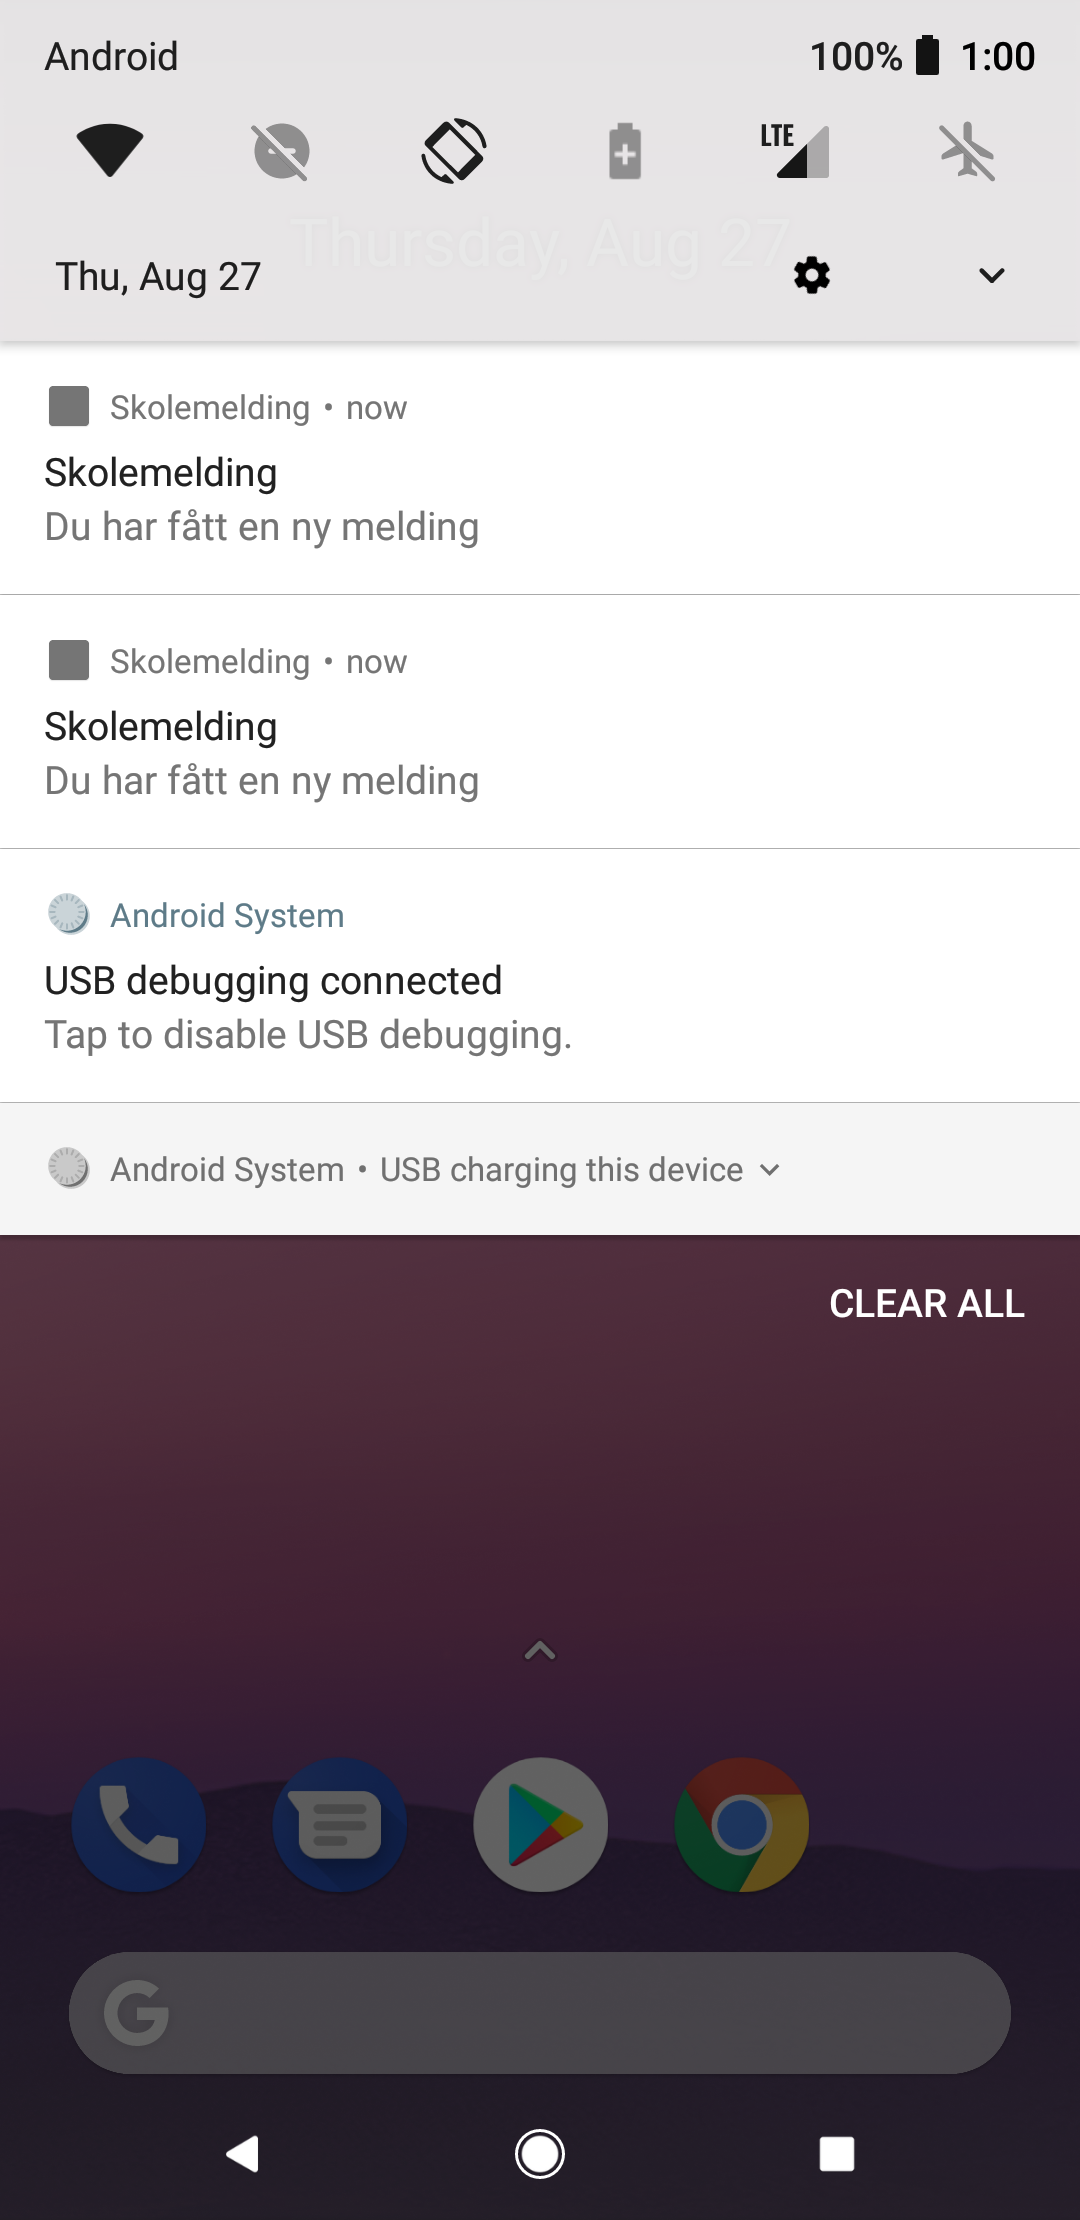 Android 100% 1:00
LTE
Thursday, Aug 27
Thu, Aug 27
Skolemelding • now
Skolemelding
Du har fått en ny melding
Skolemelding • now
Skolemelding
Du har fått en ny melding
Android System
USB debugging connected
Tap to disable USB debugging.
Android System • USB charging this device
CLEAR ALL